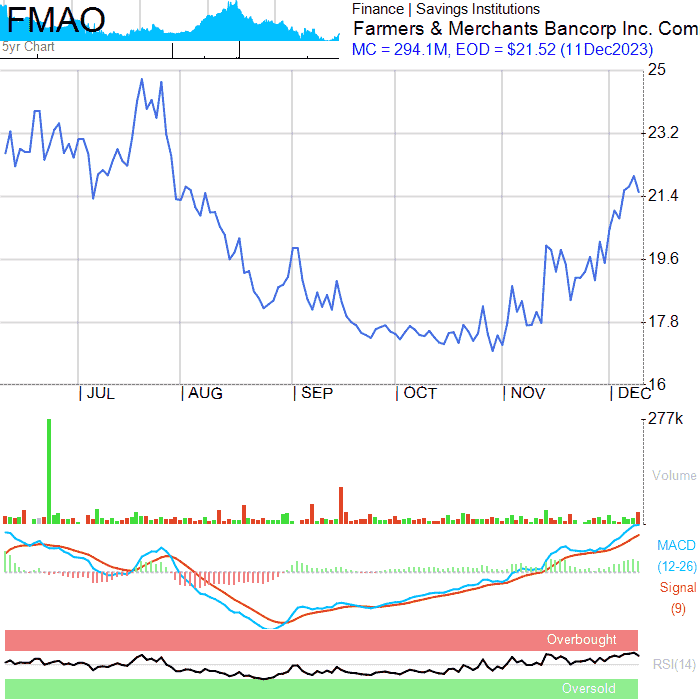 FMAO
5yr Chart
Finance | Savings Institutions
Farmers & Merchants Bancorp Inc. Com
MC = 294.1M, EOD = $21.52 (11Dec2023)
25
23.2
21.4
19.6
17.8
16
| JUL | AUG | SEP | OCT | NOV | DEC
277k
Volume
MACD
(12-26)
Signal
(9)
Overbought
RSI(14)
Oversold